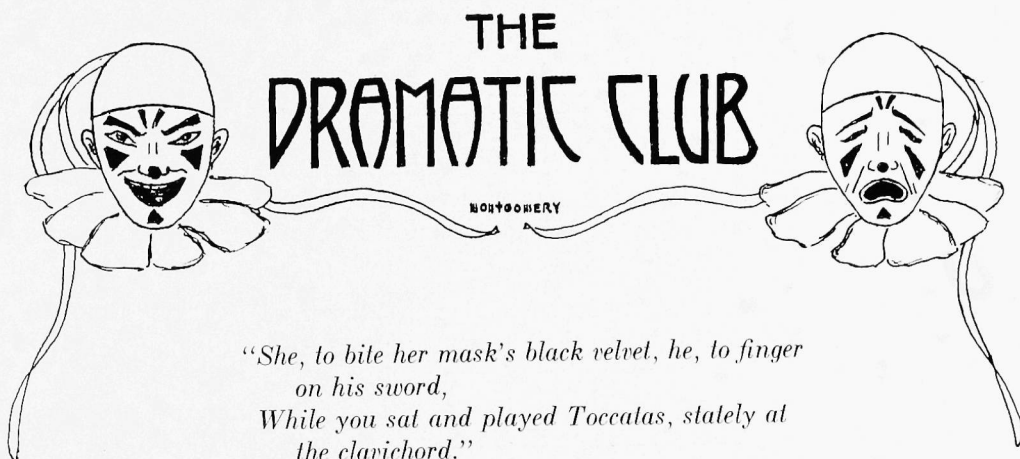 THE
DRAMATIC CLUB
MONTGOMERY
“She, to bite her mask’s black velvet, he, to finger
on his sword,
While you sat and played Toccatas, stately at
the clavichord.”